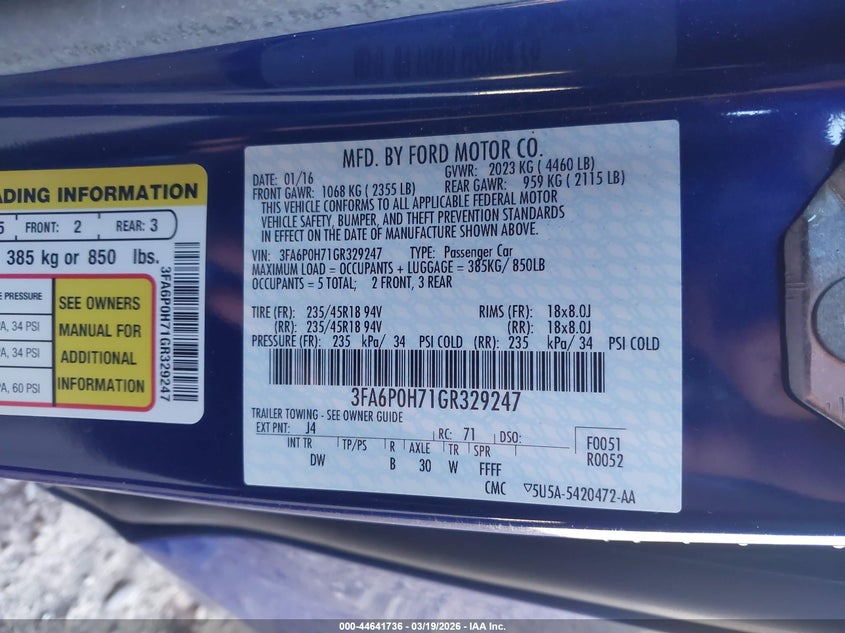 ADING INFORMATION
5 FRONT: 2 REAR: 3
385 kg or 850 lbs.
E PRESSURE
PA, 34 PSI
PA, 34 PSI
PA, 60 PSI
SEE OWNERS
MANUAL FOR
ADDITIONAL
INFORMATION
3FA6P0H71GR329247
MFD. BY FORD MOTOR CO.
DATE: 01/16 GVWR: 2023 KG ( 4460 LB)
FRONT GAWR: 1068 KG ( 2355 LB) REAR GAWR: 959 KG ( 2115 LB)
THIS VEHICLE CONFORMS TO ALL APPLICABLE FEDERAL MOTOR
VEHICLE SAFETY, BUMPER, AND THEFT PREVENTION STANDARDS
IN EFFECT ON THE DATE OF MANUFACTURE SHOWN ABOVE.
VIN: 3FA6P0H71GR329247 TYPE: Passenger Car
MAXIMUM LOAD = OCCUPANTS + LUGGAGE = 385KG/ 850LB
OCCUPANTS = 5 TOTAL; 2 FRONT, 3 REAR
TIRE (FR): 235/45R18 94V RIMS (FR): 18x8.0J
(RR): 235/45R18 94V (RR): 18x8.0J
PRESSURE (FR): 235 kPa/ 34 PSI COLD (RR): 235 kPa/ 34 PSI COLD
3FA6P0H71GR329247
TRAILER TOWING - SEE OWNER GUIDE
EXT PNT: J4 RC: 71 DSO:
INT TR TP/PS R AXLE TR SPR
DW B 30 W FFFF
F0051
R0052
CMC ▽5U5A-5420472-AA
000-44641736 - 03/19/2026 - IAA Inc.